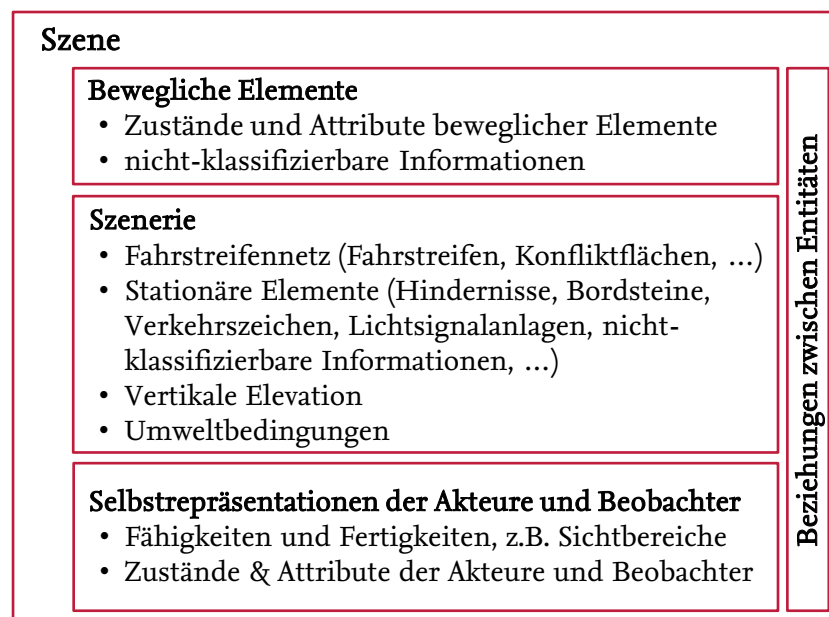 Szene
Bewegliche Elemente
• Zustände und Attribute beweglicher Elemente
• nicht-klassifizierbare Informationen
Szenerie
• Fahrstreifennetz (Fahrstreifen, Konfliktflächen, …)
• Stationäre Elemente (Hindernisse, Bordsteine,
Verkehrszeichen, Lichtsignalanlagen, nicht-
klassifizierbare Informationen, …)
• Vertikale Elevation
• Umweltbedingungen
Selbstrepräsentationen der Akteure und Beobachter
• Fähigkeiten und Fertigkeiten, z.B. Sichtbereiche
• Zustände & Attribute der Akteure und Beobachter
Beziehungen zwischen Entitäten